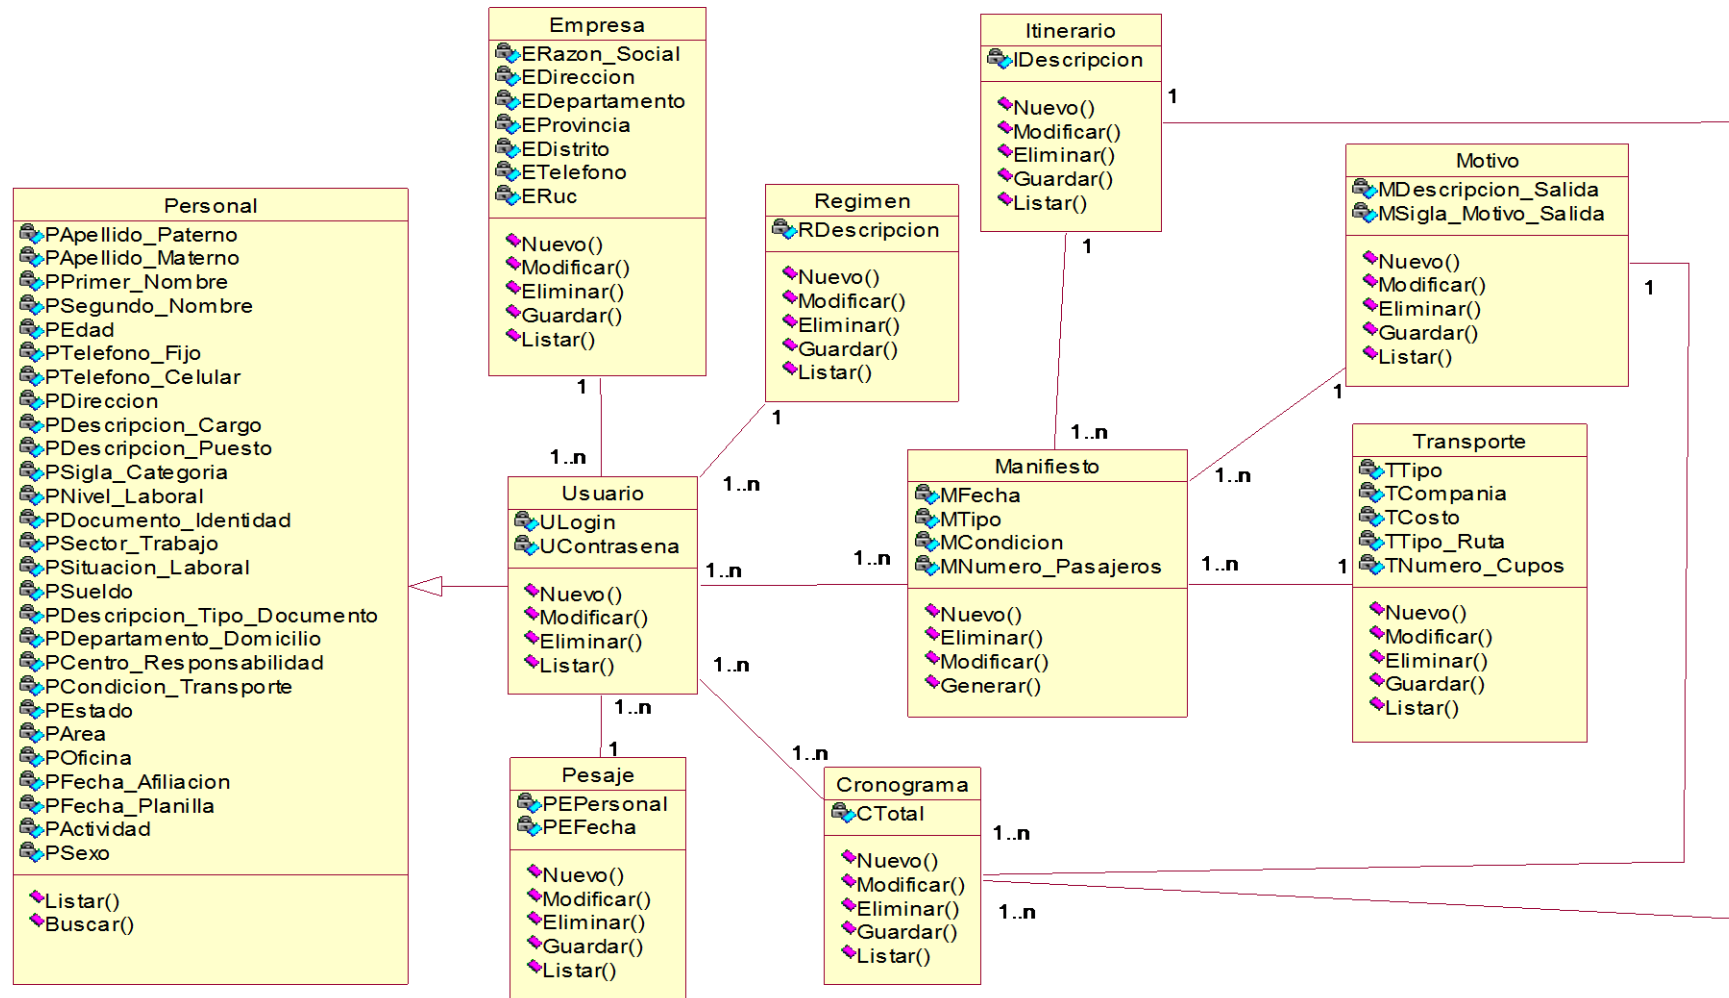 Personal
PApellido_Paterno
PApellido_Materno
PPrimer_Nombre
PSegundo_Nombre
PEdad
PTelefono_Fijo
PTelefono_Celular
PDireccion
PDescripcion_Cargo
PDescripcion_Puesto
PSigla_Categoria
PNivel_Laboral
PDocumento_Identidad
PSector_Trabajo
PSituacion_Laboral
PSueldo
PDescripcion_Tipo_Documento
PDepartamento_Domicilio
PCentro_Responsabilidad
PCondicion_Transporte
PEstado
PArea
POficina
PFecha_Afiliacion
PFecha_Planilla
PActividad
PSexo
Listar()
Buscar()
Empresa
ERazon_Social
EDireccion
EDepartamento
EProvincia
EDistrito
ETelefono
ERuc
Nuevo()
Modificar()
Eliminar()
Guardar()
Listar()
1
1..n
Regimen
RDescripcion
Nuevo()
Modificar()
Eliminar()
Guardar()
Listar()
1
1..n
Usuario
ULogin
UContrasena
Nuevo()
Modificar()
Eliminar()
Listar()
1..n
1..n
1..n
1..n
1..n
1
Pesaje
PEPersonal
PEFecha
Nuevo()
Modificar()
Eliminar()
Guardar()
Listar()
Itinerario
IDescripcion
Nuevo()
Modificar()
Eliminar()
Guardar()
Listar()
1
1
1..n
Motivo
MDescripcion_Salida
MSigla_Motivo_Salida
Nuevo()
Modificar()
Eliminar()
Guardar()
Listar()
1
1
1..n
Manifiesto
MFecha
MTipo
MCondicion
MNumero_Pasajeros
Nuevo()
Eliminar()
Modificar()
Generar()
1..n
1
Transporte
TTipo
TCompania
TCosto
TTipo_Ruta
TNumero_Cupos
Nuevo()
Modificar()
Eliminar()
Guardar()
Listar()
Cronograma
CTotal
Nuevo()
Modificar()
Eliminar()
Guardar()
Listar()
1..n
1..n